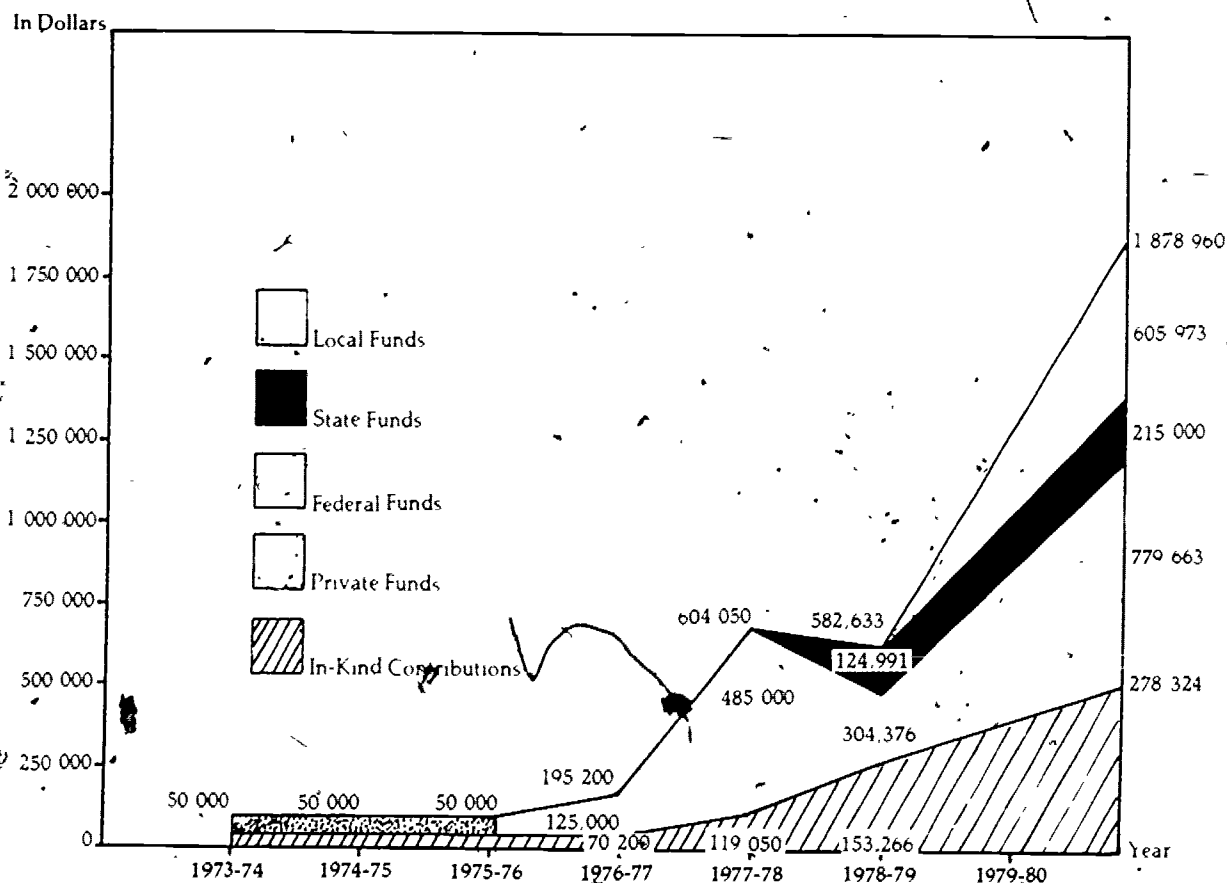 In Dollars
2 000 000
1 750 000
1 500 000
1 250 000
1 000 000
750 000
500 000
250 000
0
Local Funds
State Funds
Federal Funds
Private Funds
In-Kind Contributions
50 000
50 000
50 000
195 200
125,000
70 200
604 050
485 000
119 050
582,633
124,991
304,376
153,266
1 878 960
605 973
215 000
779 663
278 324
1973-74
1974-75
1975-76
1976-77
1977-78
1978-79
1979-80
Year